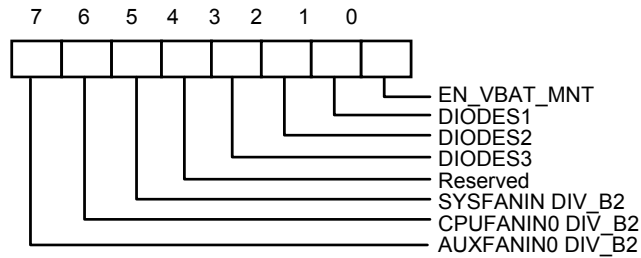 7 6 5 4 3 2 1 0
EN_VBAT_MNT
DIODES1
DIODES2
DIODES3
Reserved
SYSFANIN DIV_B2
CPUFANIN0 DIV_B2
AUXFANIN0 DIV_B2